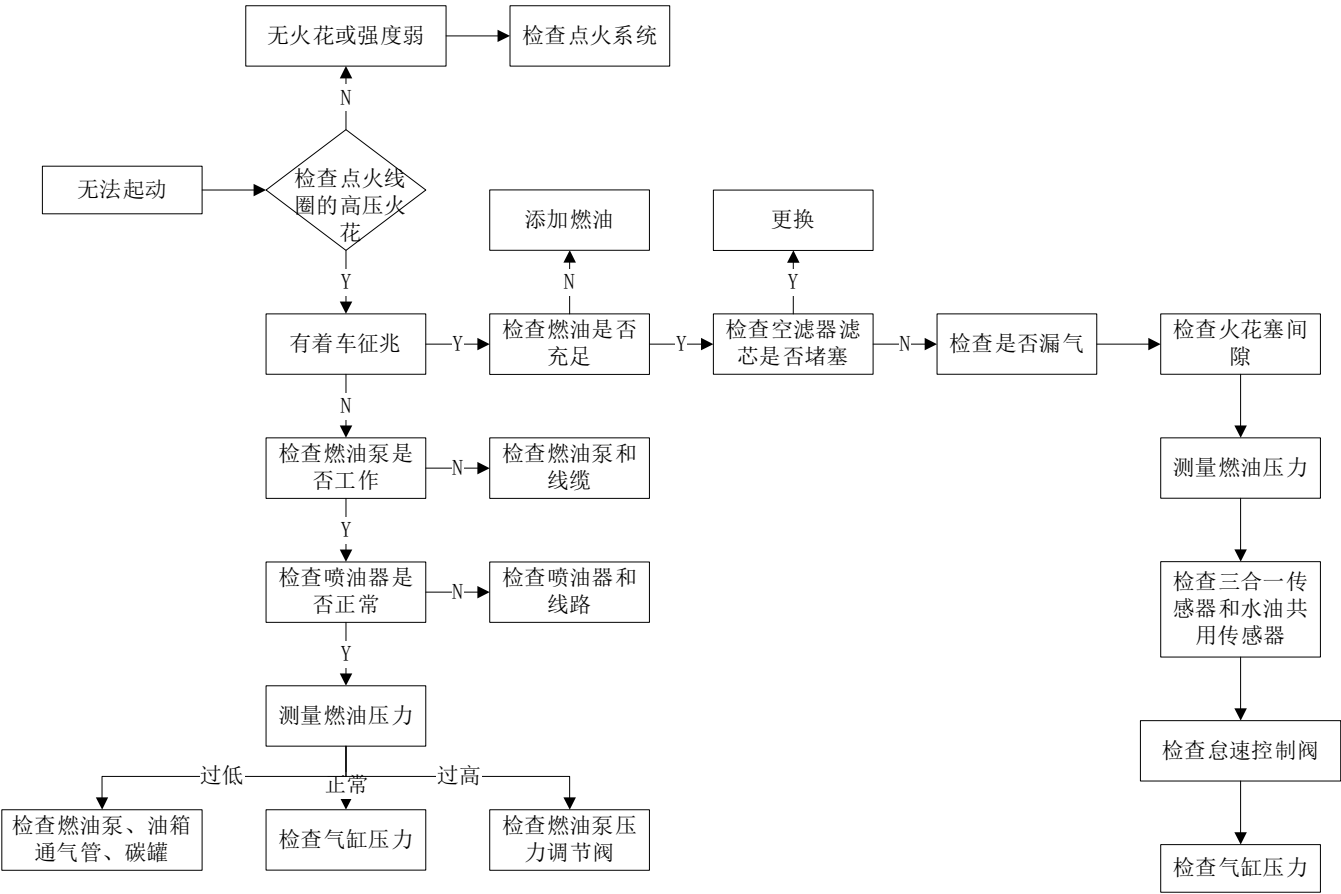 无火花或强度弱
检查点火系统
N
无法起动
检查点火线
圈的高压火
花
添加燃油
更换
Y
N
Y
有着车征兆
Y
检查燃油是否
充足
Y
检查空滤器滤
芯是否堵塞
N
检查是否漏气
检查火花塞间
隙
N
检查燃油泵是
否工作
N
检查燃油泵和
线缆
测量燃油压力
Y
检查喷油器是
否正常
N
检查喷油器和
线路
检查三合一传
感器和水油共
用传感器
Y
测量燃油压力
检查怠速控制阀
过低
正常
过高
检查燃油泵、油箱
通气管、碳罐
检查气缸压力
检查燃油泵压
力调节阀
检查气缸压力